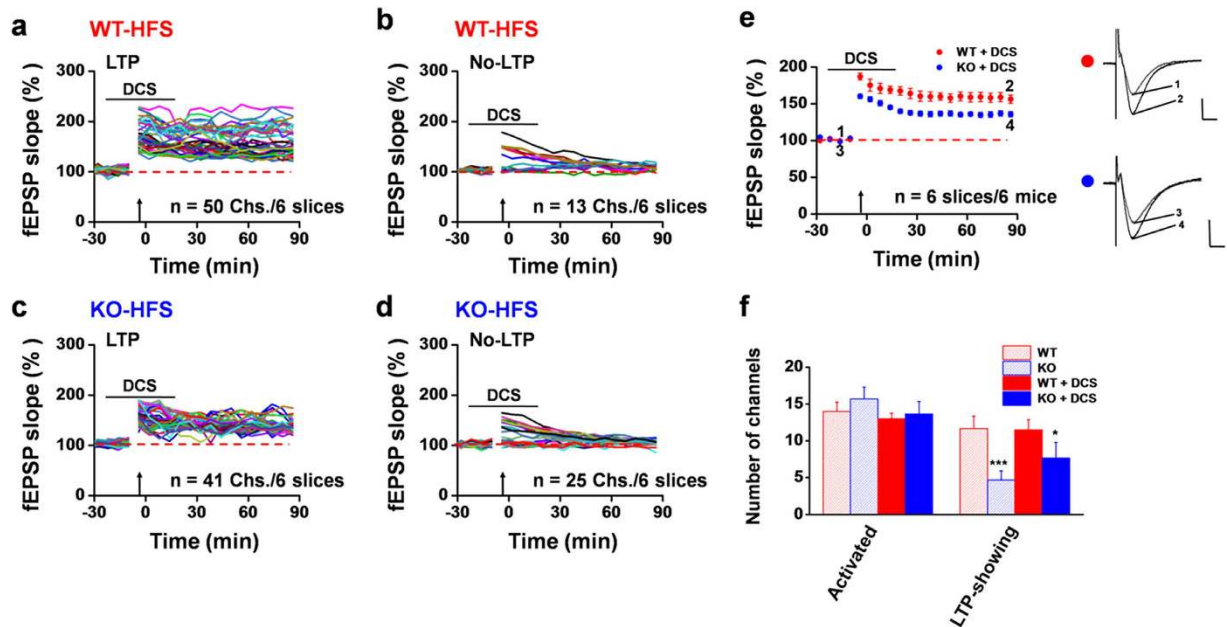 a
WT-HFS
LTP
DCS
fEPSP slope (%)
300
200
100
n = 50 Chs./6 slices
-30 0 30 60 90
Time (min)
b
WT-HFS
No-LTP
DCS
fEPSP slope (%)
300
200
100
n = 13 Chs./6 slices
-30 0 30 60 90
Time (min)
c
KO-HFS
LTP
DCS
fEPSP slope (%)
300
200
100
n = 41 Chs./6 slices
-30 0 30 60 90
Time (min)
d
KO-HFS
No-LTP
DCS
fEPSP slope (%)
300
200
100
n = 25 Chs./6 slices
-30 0 30 60 90
Time (min)
e
DCS
WT + DCS
KO + DCS
fEPSP slope (%)
200
150
100
50
0
1
3
2
4
n = 6 slices/6 mice
-30 0 30 60 90
Time (min)
1
2
3
4
f
WT
KO
WT + DCS
KO + DCS
Number of channels
20
15
10
5
0
***
*
Activated
LTP-showing